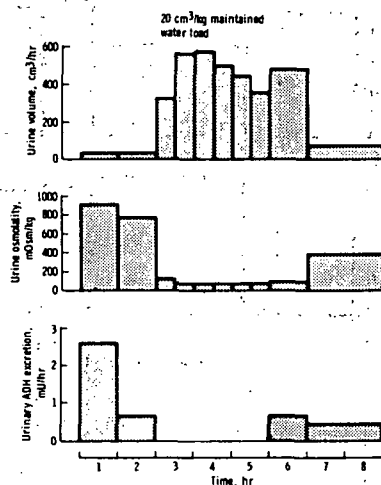 20 cm³/kg maintained
water load
Urine volume, cm³/hr
600
400
200
0
Urine osmolality,
mOsm/kg
1000
800
600
400
200
0
Urinary ADH excretion,
mU/hr
3
2
1
0
1 2 3 4 5 6 7 8
Time, hr